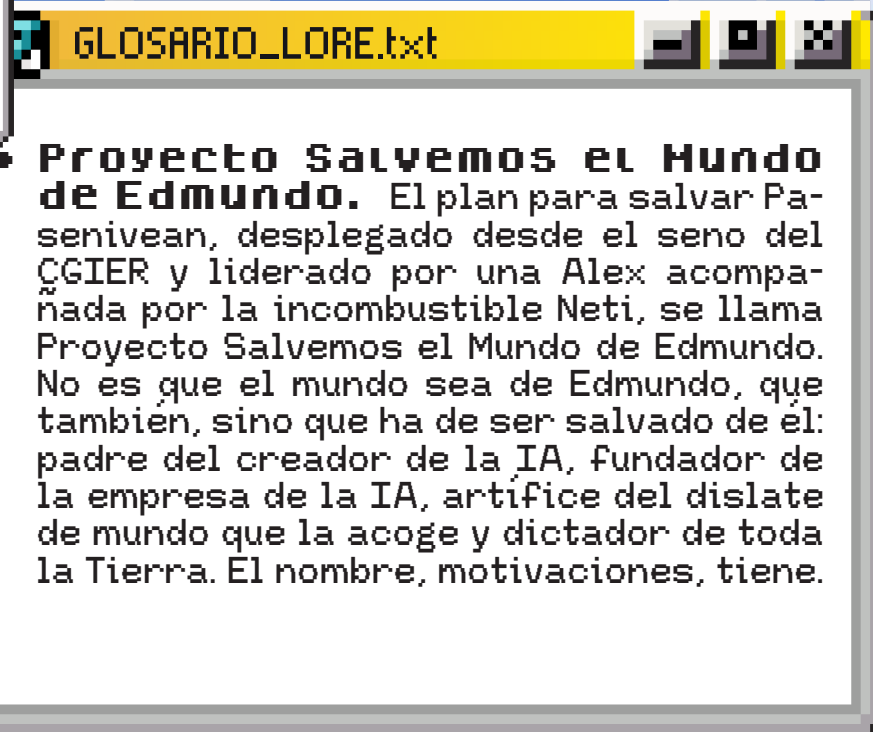 GLOSARIO_LORE.txt
Proyecto Salvemos el Mundo
de Edmundo. El plan para salvar Pa-
senivean, desplegado desde el seno del
CGIER y liderado por una Alex acompa-
ñada por la incombustible Neti, se llama
Proyecto Salvemos el Mundo de Edmundo.
No es que el mundo sea de Edmundo, que
también, sino que ha de ser salvado de él:
padre del creador de la IA, fundador de
la empresa de la IA, artífice del dislate
de mundo que la acoge y dictador de toda
la Tierra. El nombre, motivaciones, tiene.